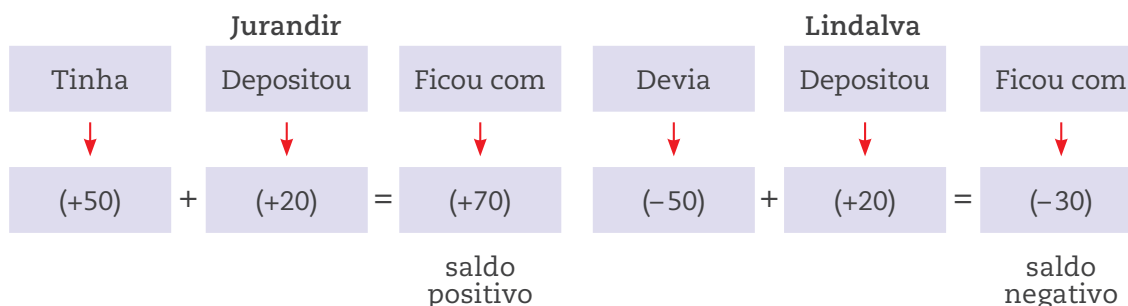 Jurandir
Tinha Depositou Ficou com
(+50) + (+20) = (+70)
saldo
positivo
Lindalva
Devia Depositou Ficou com
(−50) + (+20) = (−30)
saldo
negativo